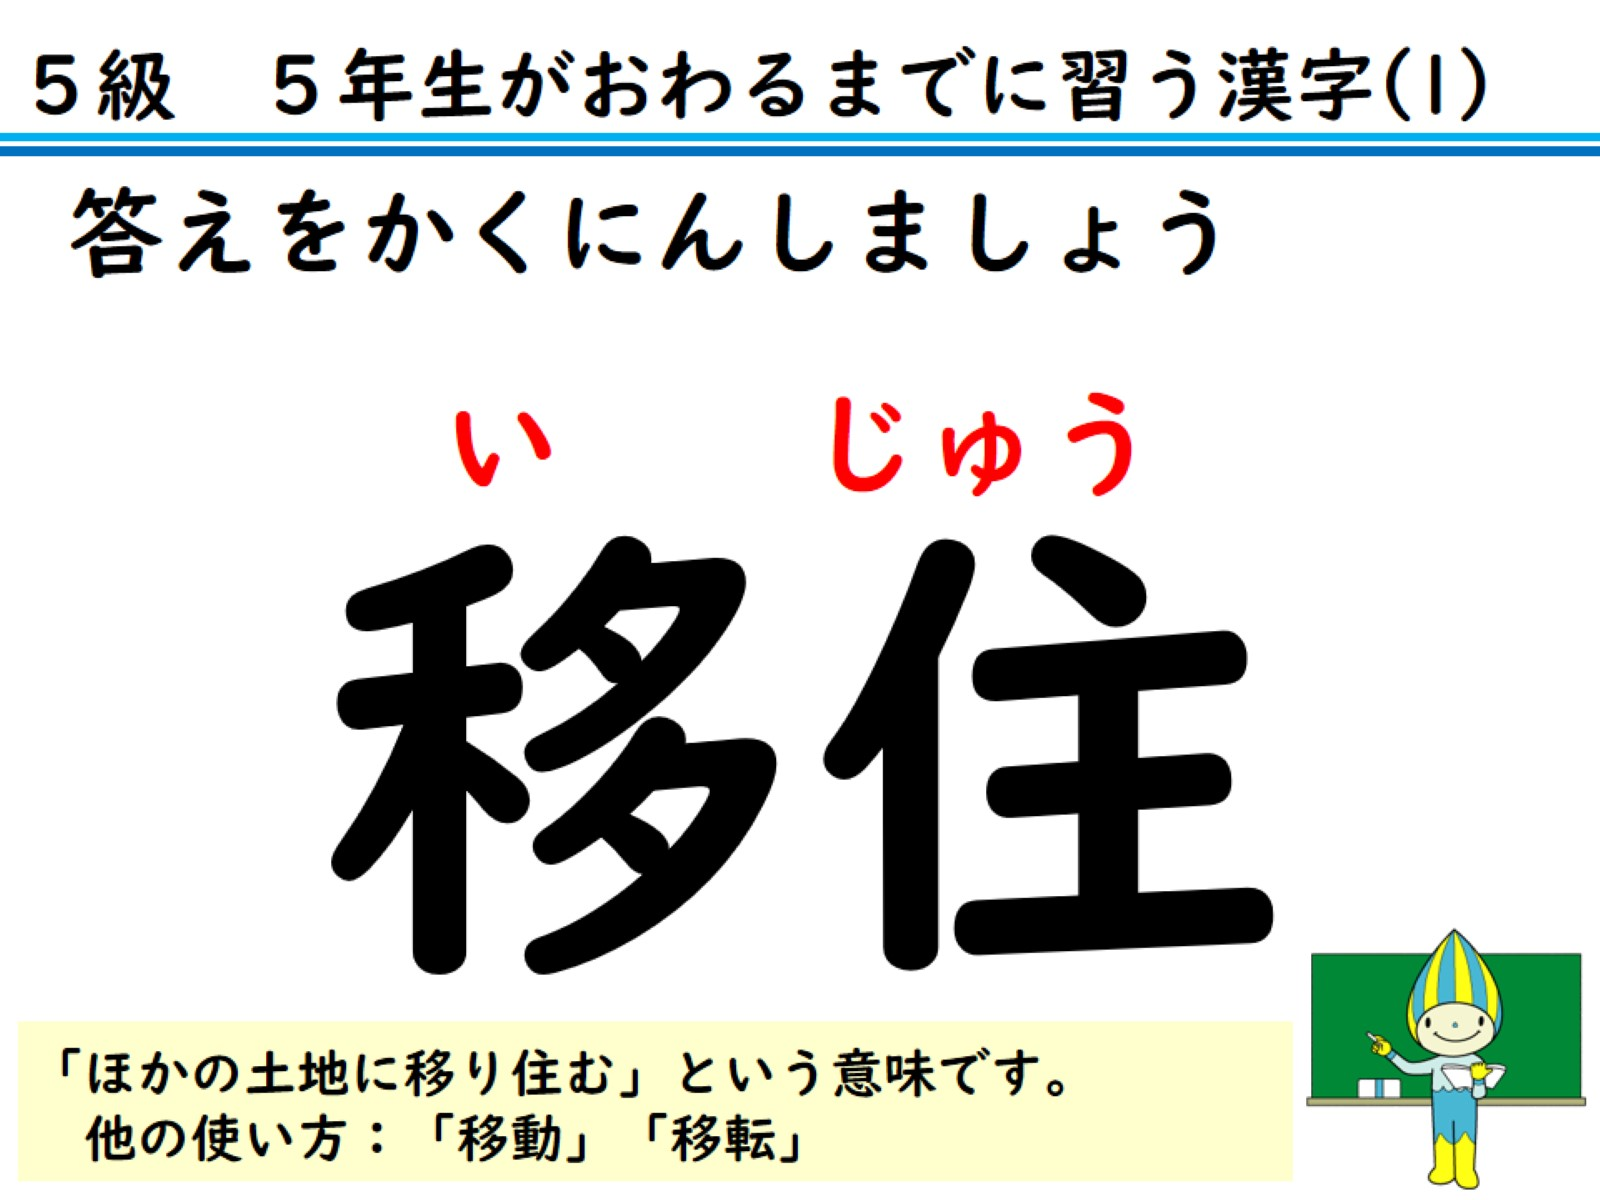 ５級　５年生がおわるまでに習う漢字(1)
答えをかくにんしましょう
い　じゅう
移住
「ほかの土地に移り住む」という意味です。
他の使い方：「移動」「移転」